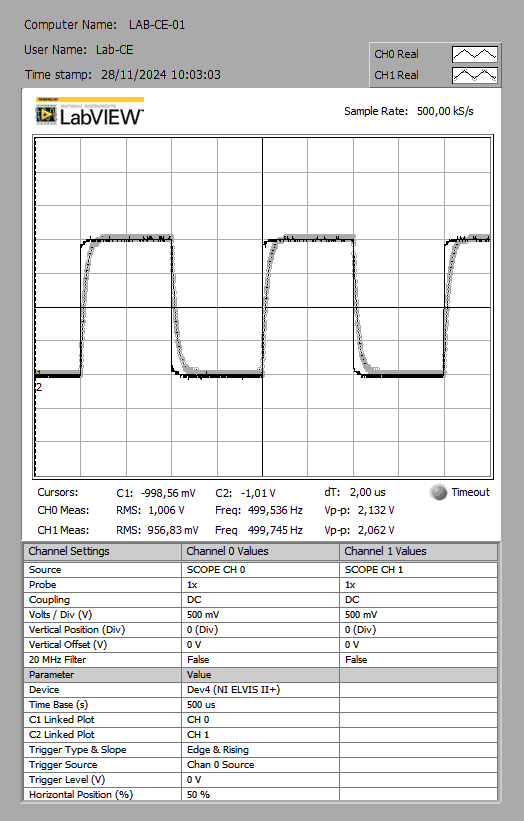 Computer Name: LAB-CE-01
User Name: Lab-CE
Time stamp: 28/11/2024 10:03:03
CH0 Real
CH1 Real
POWERED BY
NATIONAL INSTRUMENTS
LabVIEW™
Sample Rate: 500,00 kS/s
1
2
Cursors: C1: -998,56 mV C2: -1,01 V dT: 2,00 us Timeout
CH0 Meas: RMS: 1,006 V Freq: 499,536 Hz Vp-p: 2,132 V
CH1 Meas: RMS: 956,83 mV Freq 499,745 Hz Vp-p: 2,062 V
Channel Settings Channel 0 Values Channel 1 Values
Source SCOPE CH 0 SCOPE CH 1
Probe 1x 1x
Coupling DC DC
Volts / Div (V) 500 mV 500 mV
Vertical Position (Div) 0 (Div) 0 (Div)
Vertical Offset (V) 0 V 0 V
20 MHz Filter False False
Parameter Value
Device Dev4 (NI ELVIS II+)
Time Base (s) 500 us
C1 Linked Plot CH 0
C2 Linked Plot CH 1
Trigger Type & Slope Edge & Rising
Trigger Source Chan 0 Source
Trigger Level (V) 0 V
Horizontal Position (%) 50 %